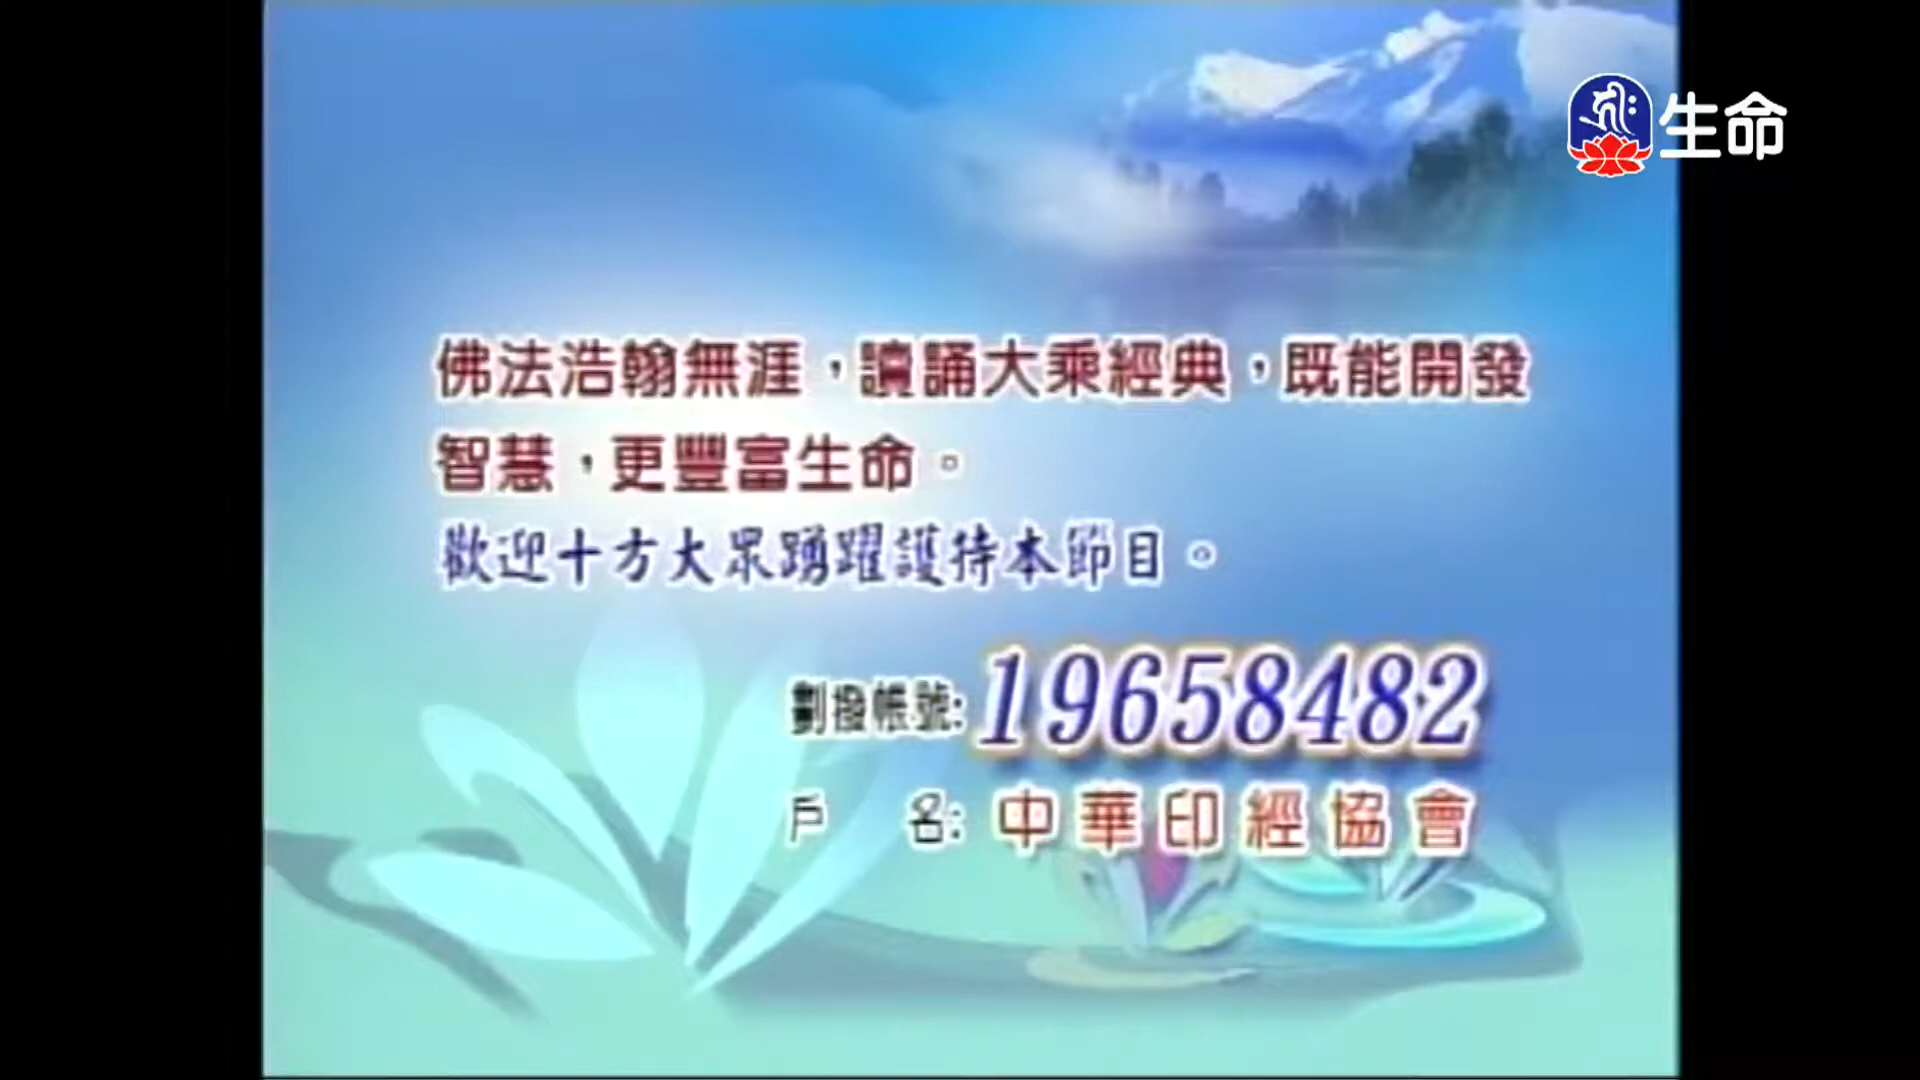 生命
佛法浩翰無涯，讀誦大乘經典，既能開發
智慧，更豐富生命。
歡迎十方大眾踴躍護持本節目。
劃撥帳號:19658482
戶名:中華印經協會